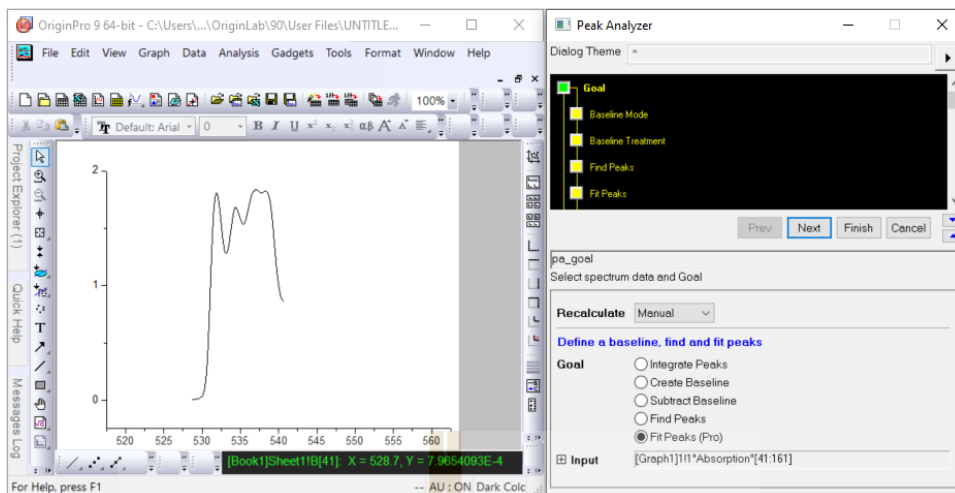 OriginPro 9 64-bit - C:\Users\...\OriginLab\90\User Files\UNTITLE...
File Edit View Graph Data Analysis Gadgets Tools Format Window Help
100%
Default: Arial 0 B I U x² x₂ αβ A A
Project Explorer (1)
Quick Help
Messages Log
T
2
1
0
520 525 530 535 540 545 550 555 560
[Book1]Sheet1!B[41]: X = 528.7, Y = 7.9654093E-4
For Help, press F1
-- AU : ON Dark Colc
Peak Analyzer
Dialog Theme *
Goal
Baseline Mode
Baseline Treatment
Find Peaks
Fit Peaks
Prev Next Finish Cancel
pa_goal
Select spectrum data and Goal
Recalculate Manual
Define a baseline, find and fit peaks
Goal Integrate Peaks
Create Baseline
Subtract Baseline
Find Peaks
Fit Peaks (Pro)
Input [Graph1]1!1"Absorption"[41:161]